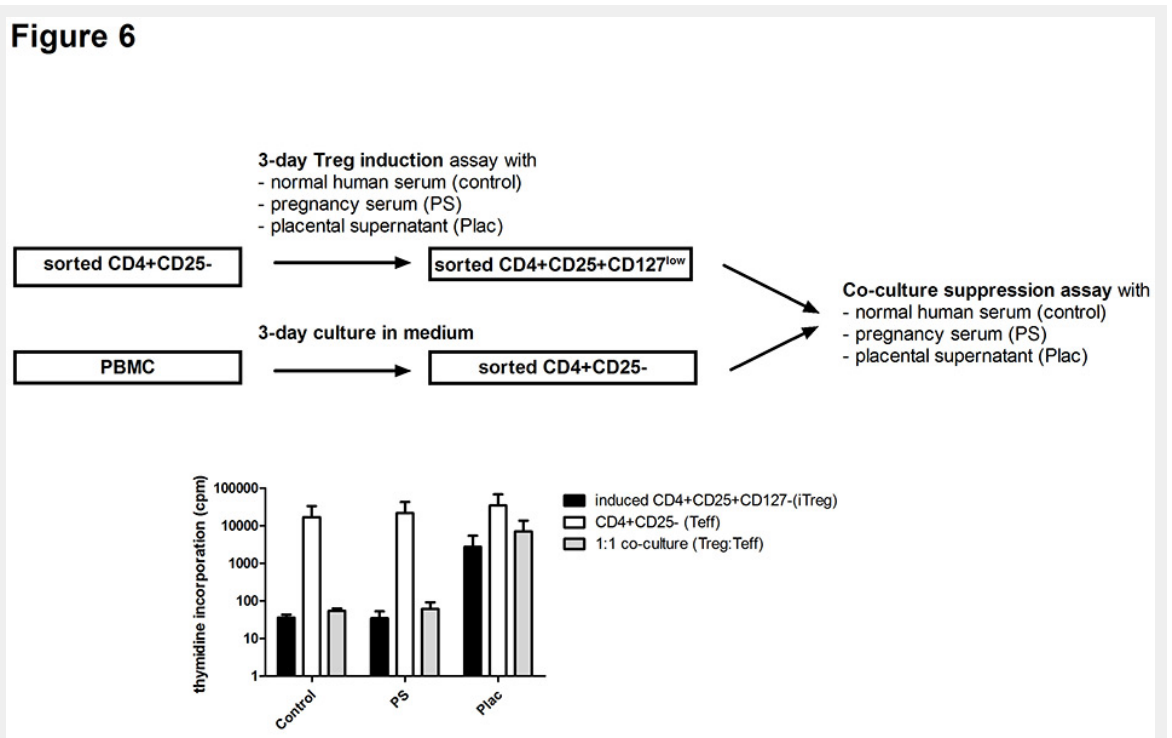 Figure 6
3-day Treg induction assay with
- normal human serum (control)
- pregnancy serum (PS)
- placental supernatant (Plac)
sorted CD4+CD25-
sorted CD4+CD25+CD127low
3-day culture in medium
PBMC
sorted CD4+CD25-
Co-culture suppression assay with
- normal human serum (control)
- pregnancy serum (PS)
- placental supernatant (Plac)
thymidine incorporation (cpm)
100000
10000
1000
100
10
1
Control
PS
Plac
induced CD4+CD25+CD127-(iTreg)
CD4+CD25- (Teff)
1:1 co-culture (Treg:Teff)